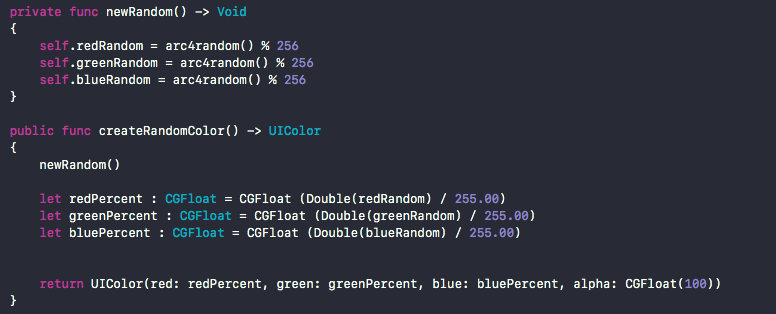 private func newRandom() -> Void
{
    self.redRandom = arc4random() % 256
    self.greenRandom = arc4random() % 256
    self.blueRandom = arc4random() % 256
}

public func createRandomColor() -> UIColor
{
    newRandom()

    let redPercent : CGFloat = CGFloat (Double(redRandom) / 255.00)
    let greenPercent : CGFloat = CGFloat (Double(greenRandom) / 255.00)
    let bluePercent : CGFloat = CGFloat (Double(blueRandom) / 255.00)


    return UIColor(red: redPercent, green: greenPercent, blue: bluePercent, alpha: CGFloat(100))
}